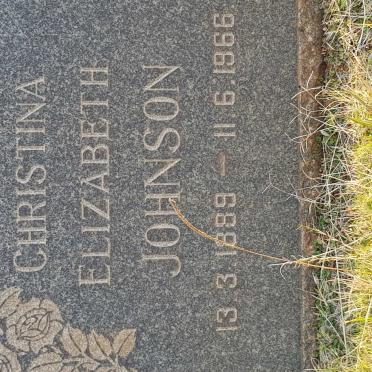 CHRISTINA
ELIZABETH
JOHNSON
13.3.1889 — 11.6.1966